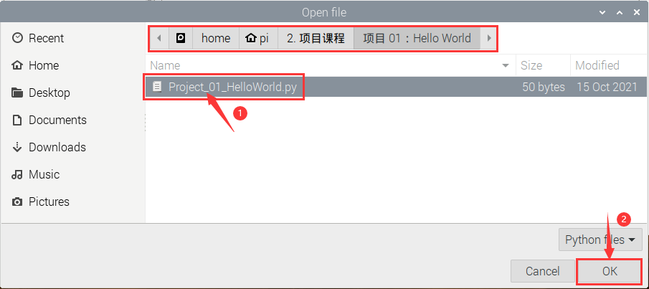 Open file
Recent
home pi 2. 项目课程 项目 01：Hello World
Home
Name Size Modified
Desktop
Project_01_HelloWorld.py 50 bytes 15 Oct 2021
1
Documents
Downloads
Music
Pictures
2
Python files
Cancel OK